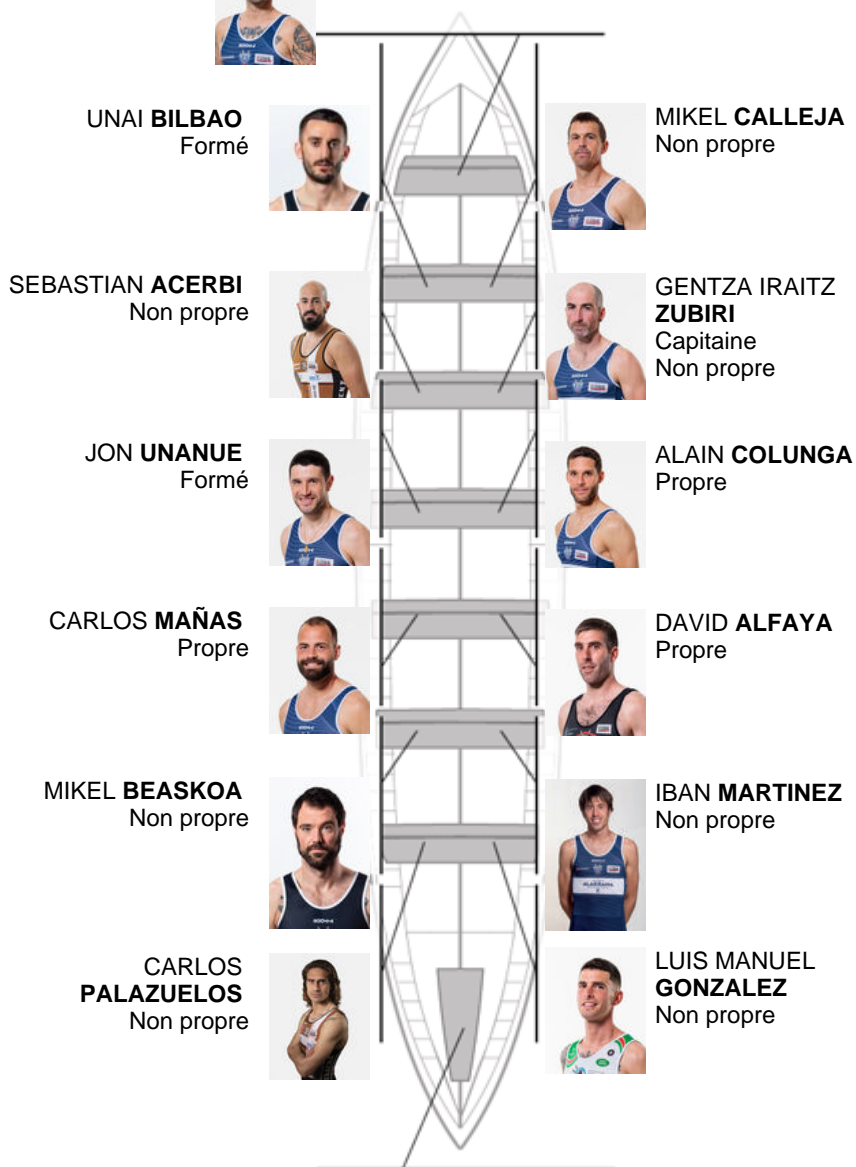 UNAI BILBAO
Formé
MIKEL CALLEJA
Non propre
SEBASTIAN ACERBI
Non propre
GENTZA IRAITZ
ZUBIRI
Capitaine
Non propre
JON UNANUE
Formé
ALAIN COLUNGA
Propre
CARLOS MAÑAS
Propre
DAVID ALFAYA
Propre
MIKEL BEASKOA
Non propre
IBAN MARTINEZ
Non propre
CARLOS
PALAZUELOS
Non propre
LUIS MANUEL
GONZALEZ
Non propre